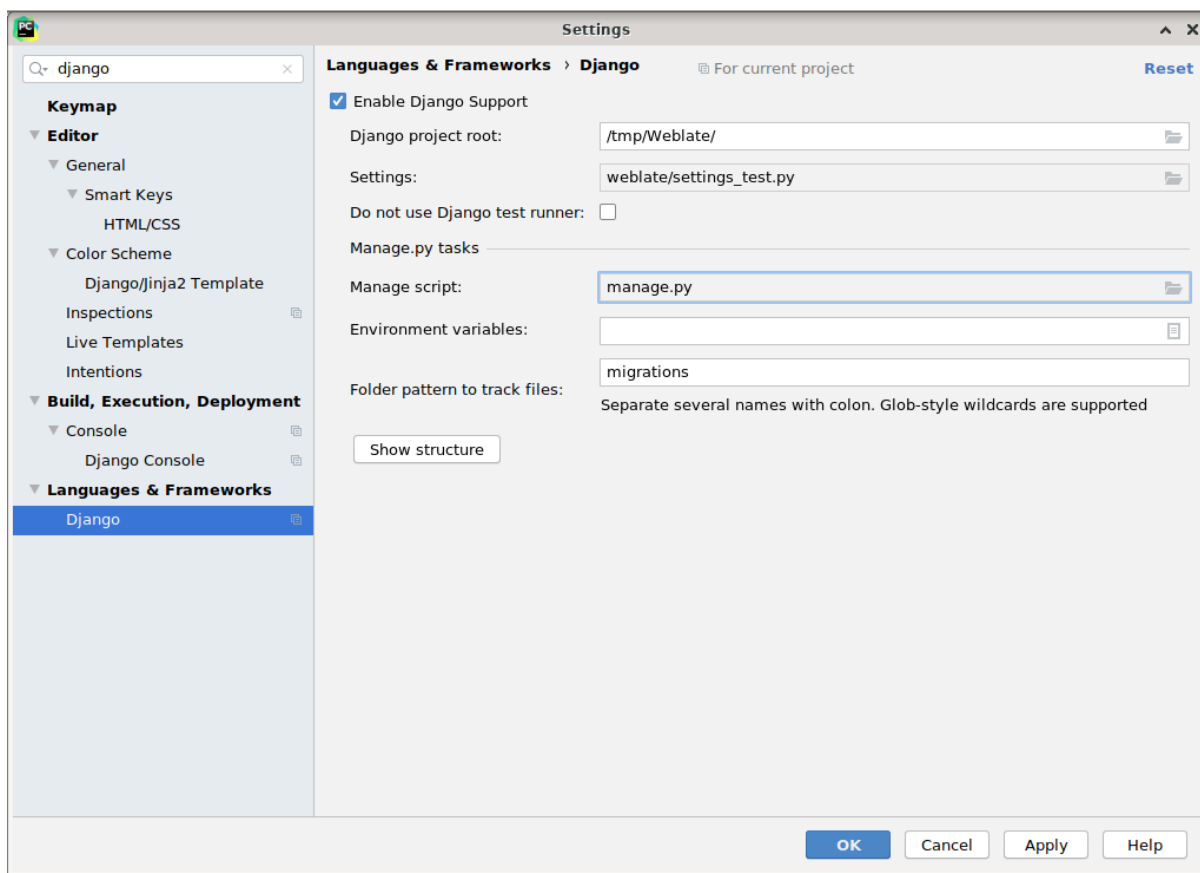 PC
Settings
django
Keymap
Editor
General
Smart Keys
HTML/CSS
Color Scheme
Django/Jinja2 Template
Inspections
Live Templates
Intentions
Build, Execution, Deployment
Console
Django Console
Languages & Frameworks
Django
Languages & Frameworks › Django For current project Reset
Enable Django Support
Django project root: /tmp/Weblate/
Settings: weblate/settings_test.py
Do not use Django test runner:
Manage.py tasks
Manage script: manage.py
Environment variables:
Folder pattern to track files: migrations
Separate several names with colon. Glob-style wildcards are supported
Show structure
OK Cancel Apply Help